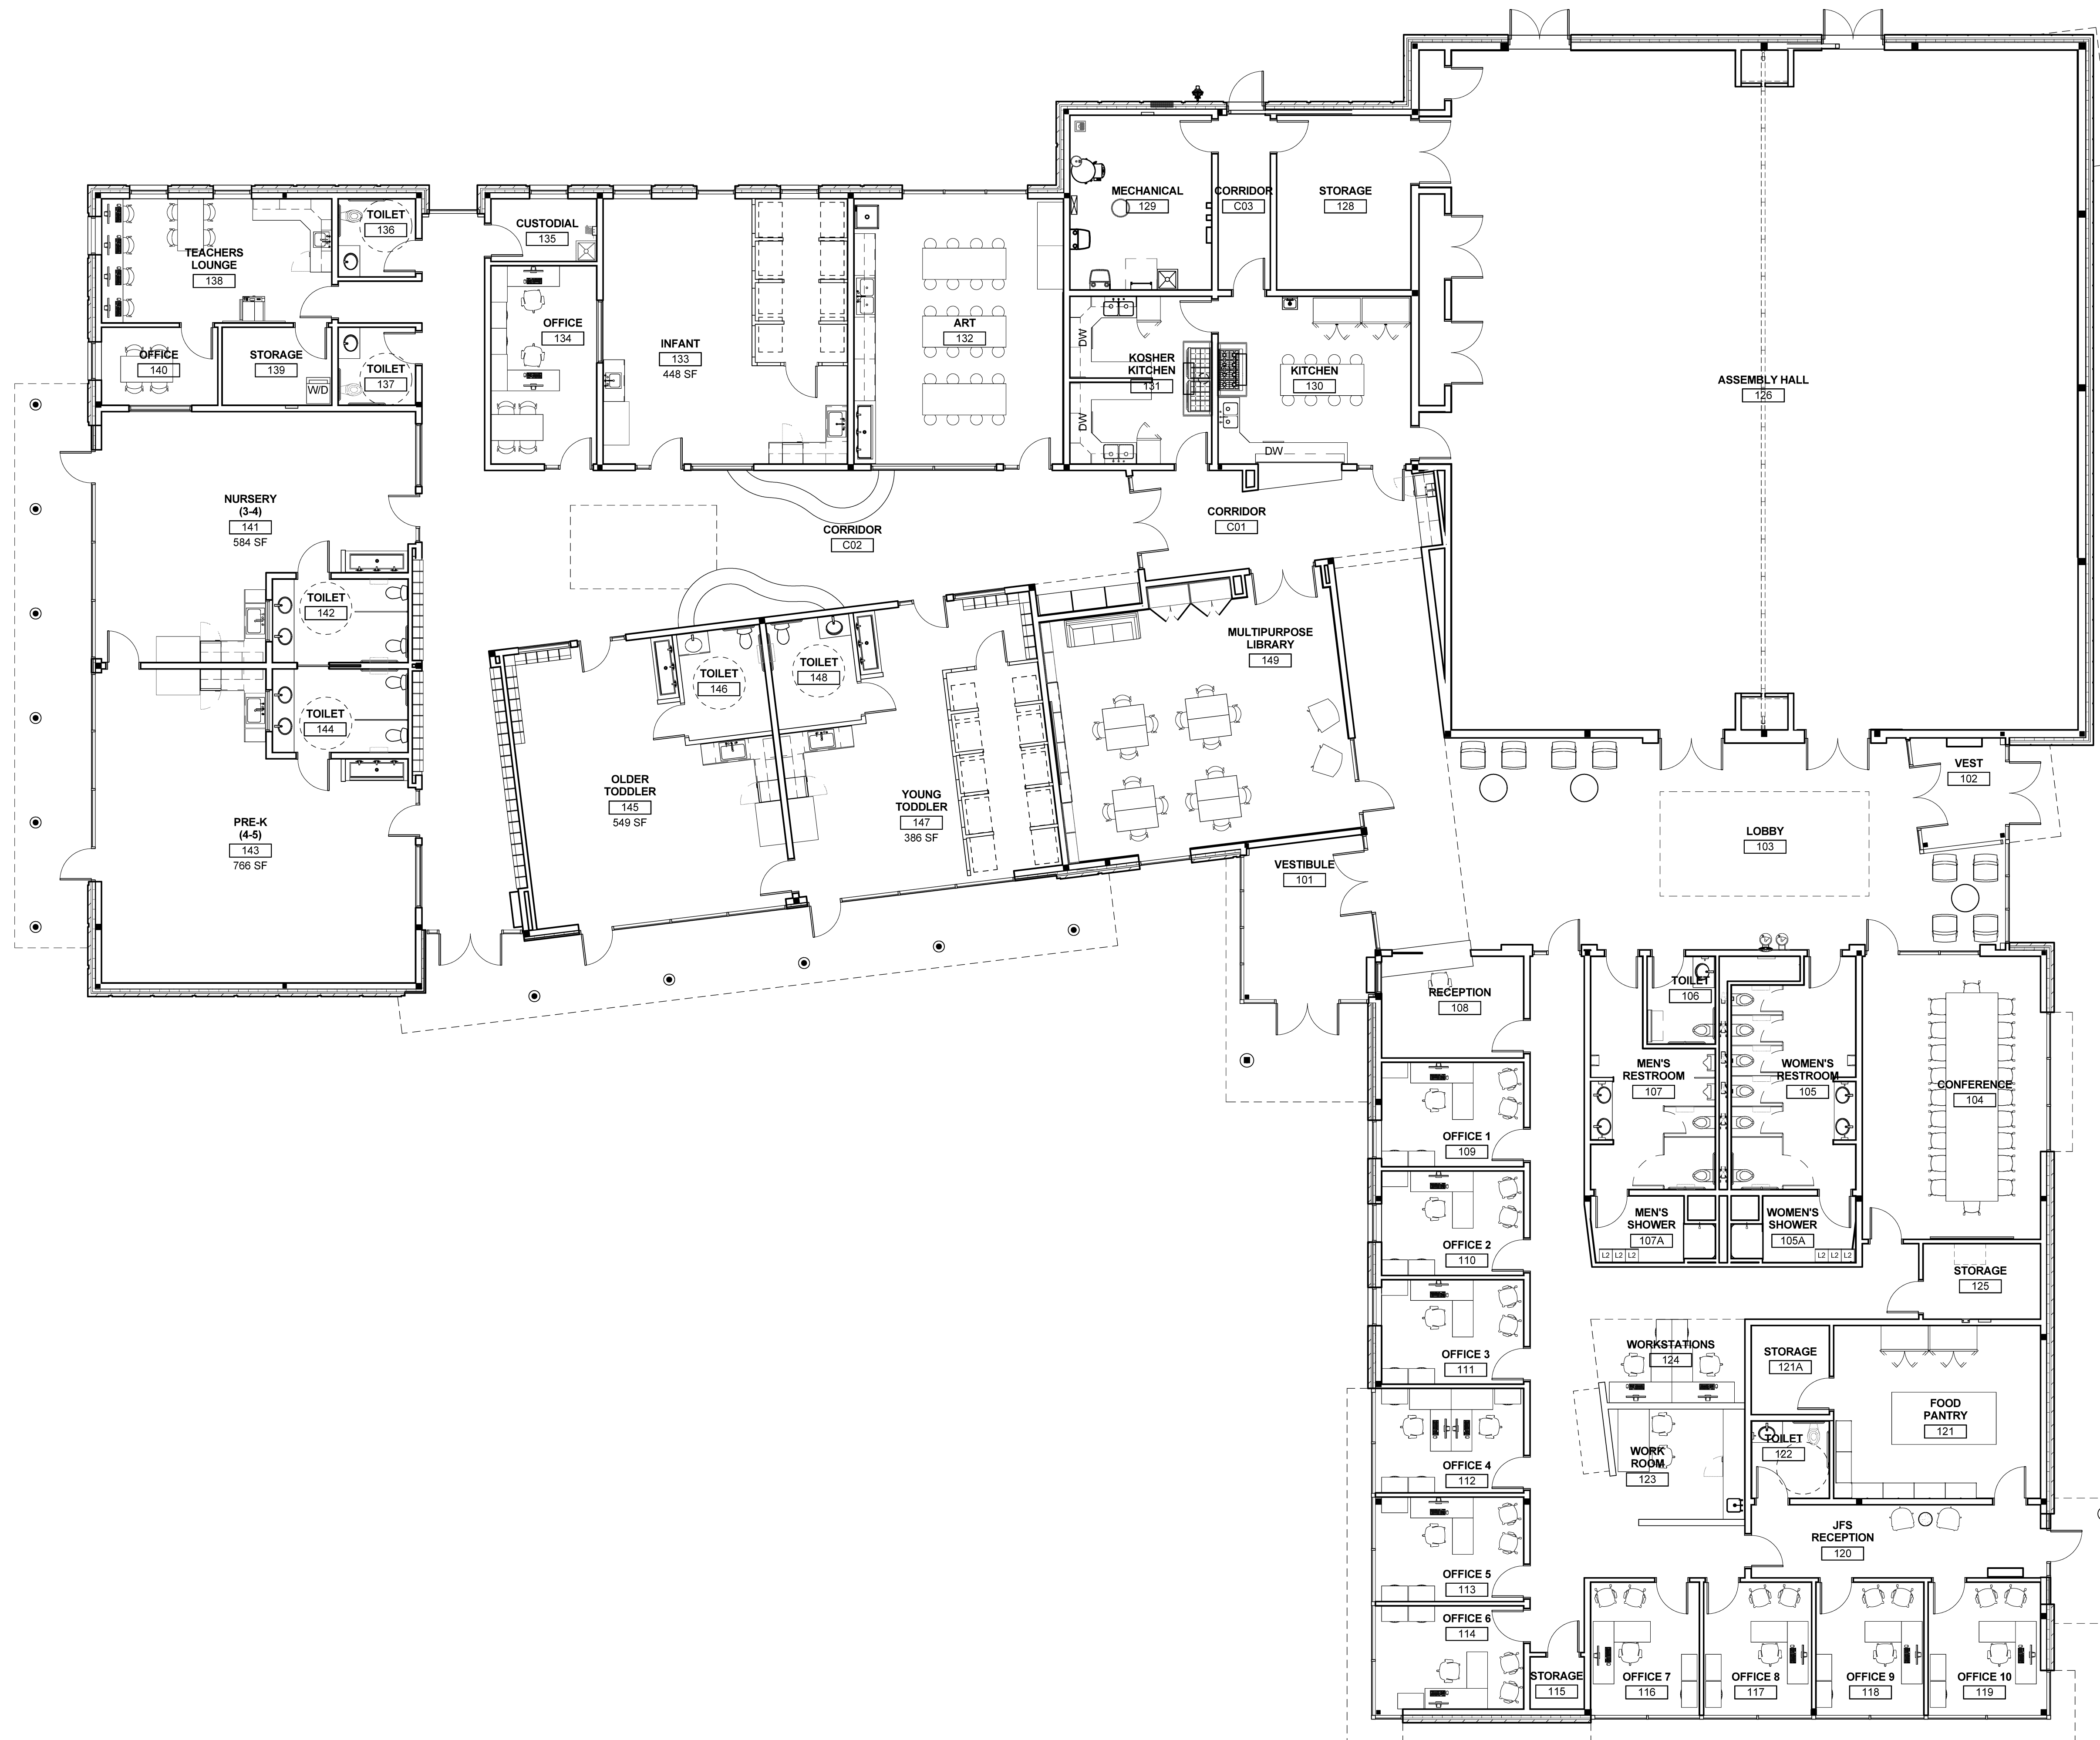 MECHANICAL
129
CORRIDOR
C03
STORAGE
128
TOILET
136
CUSTODIAL
135
TEACHERS
LOUNGE
138
OFFICE
134
INFANT
133
448 SF
ART
132
DW
KOSHER
KITCHEN
131
DW
KITCHEN
130
DW
OFFICE
140
STORAGE
139
W/D
TOILET
137
ASSEMBLY HALL
126
NURSERY
(3-4)
141
584 SF
CORRIDOR
C02
CORRIDOR
C01
TOILET
142
TOILET
144
TOILET
146
TOILET
148
MULTIPURPOSE
LIBRARY
149
PRE-K
(4-5)
143
766 SF
OLDER
TODDLER
145
549 SF
YOUNG
TODDLER
147
386 SF
VEST
102
LOBBY
103
VESTIBULE
101
RECEPTION
108
TOILET
106
MEN'S
RESTROOM
107
WOMEN'S
RESTROOM
105
CONFERENCE
104
OFFICE 1
109
MEN'S
SHOWER
107A
L2 L2 L2
WOMEN'S
SHOWER
105A
L2 L2 L2
OFFICE 2
110
STORAGE
125
OFFICE 3
111
WORKSTATIONS
124
STORAGE
121A
FOOD
PANTRY
121
OFFICE 4
112
WORK
ROOM
123
TOILET
122
JFS
RECEPTION
120
OFFICE 5
113
OFFICE 6
114
STORAGE
115
OFFICE 7
116
OFFICE 8
117
OFFICE 9
118
OFFICE 10
119